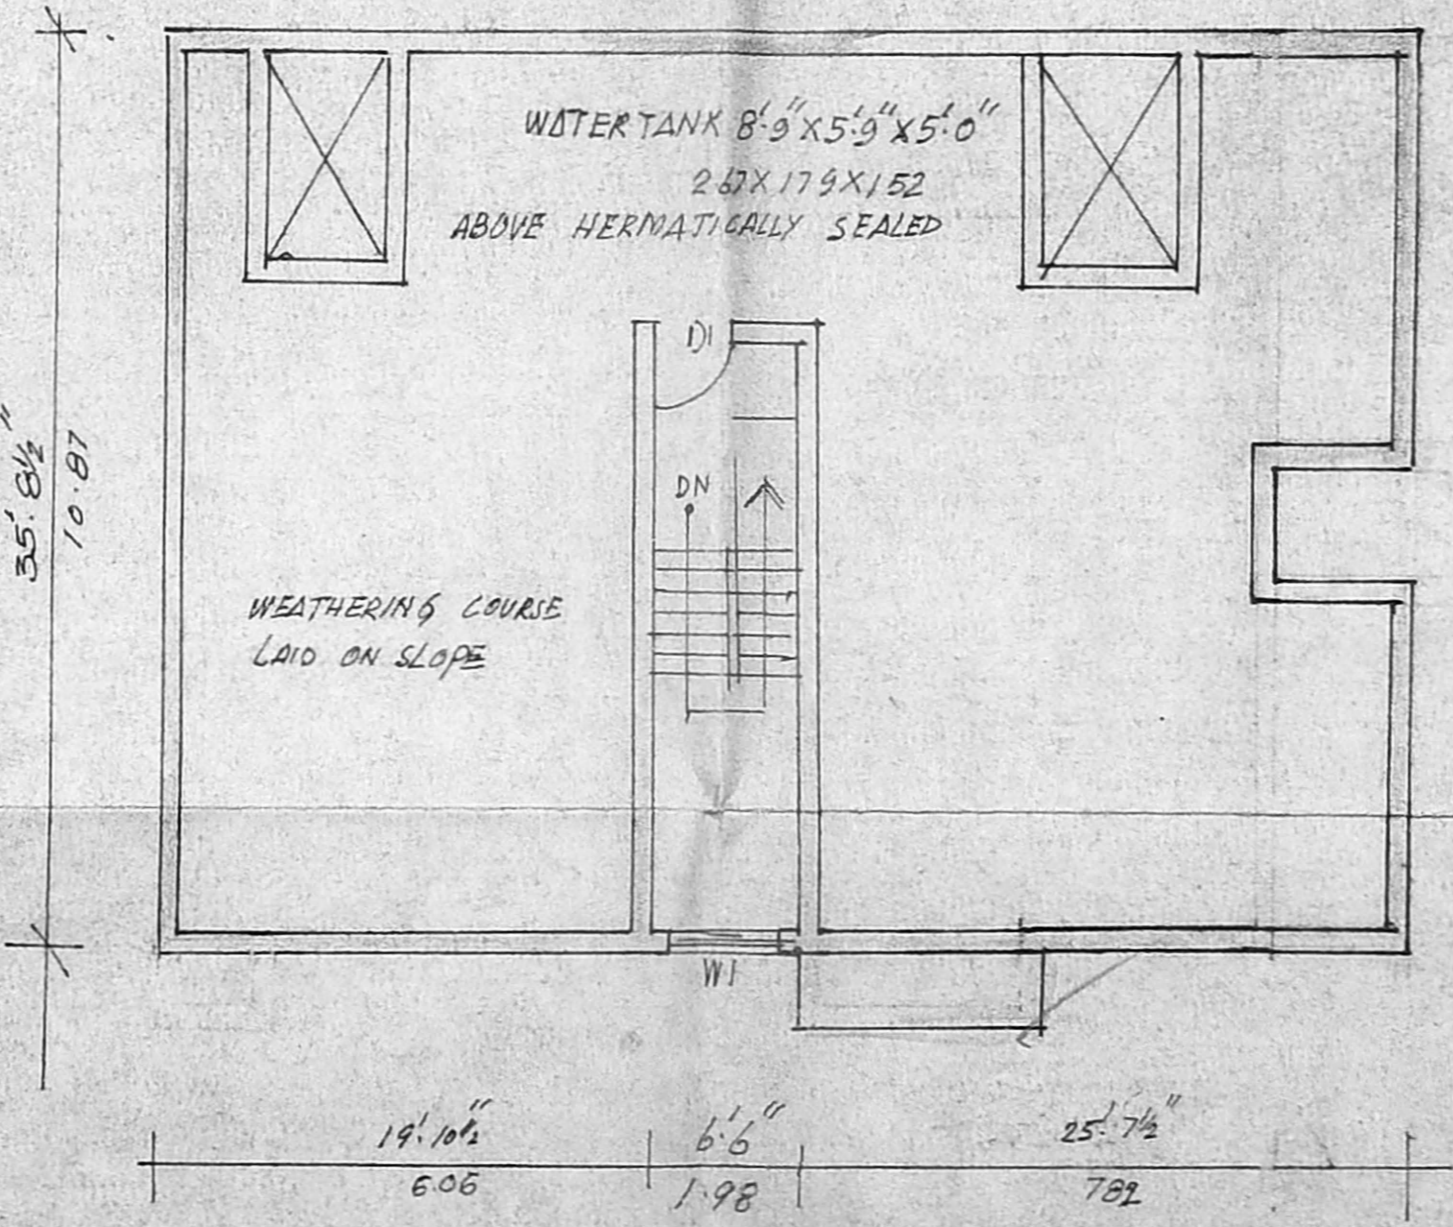 WATER TANK 8'-9" X 5'-9" X 5'-0"
2 67 X 1 79 X 1 52
ABOVE HERMATICALLY SEALED
D1
DN
35'. 8½"
10.87
WEATHERING COURSE
LAID ON SLOPE
W1
19'. 10½"
6.06
6'.6"
1.98
25'. 7½"
782